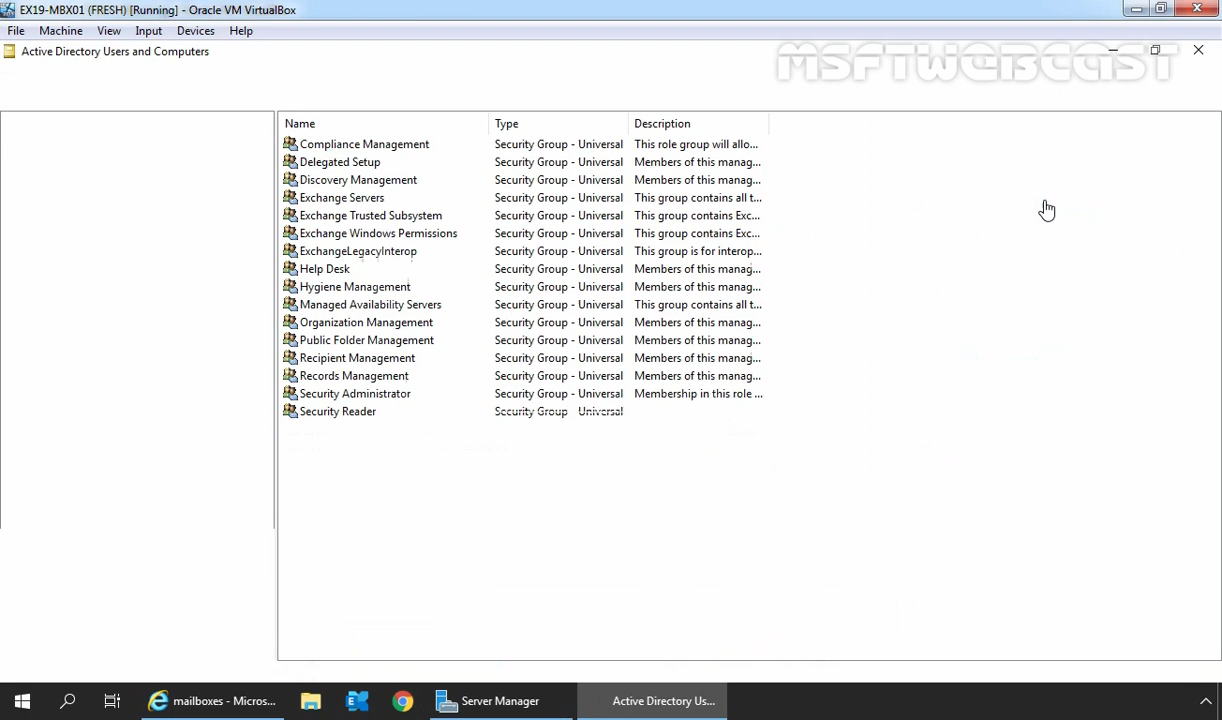 EX19-MBX01 (FRESH) [Running] - Oracle VM VirtualBox
File Machine View Input Devices Help
Active Directory Users and Computers
MSFTWEBCAST
Name Type Description
Compliance Management Security Group - Universal This role group will allo...
Delegated Setup Security Group - Universal Members of this manag...
Discovery Management Security Group - Universal Members of this manag...
Exchange Servers Security Group - Universal This group contains all t...
Exchange Trusted Subsystem Security Group - Universal This group contains Exc...
Exchange Windows Permissions Security Group - Universal This group contains Exc...
ExchangeLegacyInterop Security Group - Universal This group is for interop...
Help Desk Security Group - Universal Members of this manag...
Hygiene Management Security Group - Universal Members of this manag...
Managed Availability Servers Security Group - Universal This group contains all t...
Organization Management Security Group - Universal Members of this manag...
Public Folder Management Security Group - Universal Members of this manag...
Recipient Management Security Group - Universal Members of this manag...
Records Management Security Group - Universal Members of this manag...
Security Administrator Security Group - Universal Membership in this role ...
Security Reader Security Group Universal
mailboxes - Micros... Server Manager Active Directory Us...